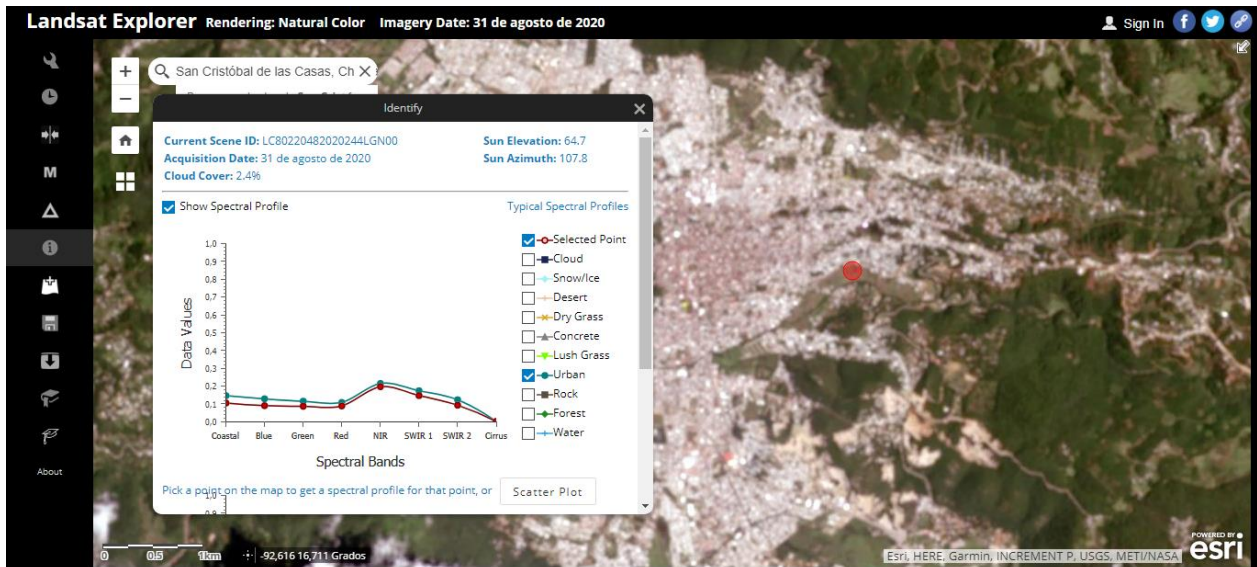 Landsat Explorer Rendering: Natural Color Imagery Date: 31 de agosto de 2020
Sign In
San Cristóbal de las Casas, Ch
Identify
Current Scene ID: LC80220482020244LGN00
Sun Elevation: 64.7
Acquisition Date: 31 de agosto de 2020
Sun Azimuth: 107.8
Cloud Cover: 2.4%
Show Spectral Profile
Typical Spectral Profiles
1,0
0,9
0,8
0,7
0,6
0,5
0,4
0,3
0,2
0,1
0,0
Data Values
Coastal Blue Green Red NIR SWIR 1 SWIR 2 Cirrus
Spectral Bands
Selected Point
Cloud
Snow/Ice
Desert
Dry Grass
Concrete
Lush Grass
Urban
Rock
Forest
Water
Pick a point on the map to get a spectral profile for that point, or
Scatter Plot
1,0
0,9
M
About
0 0.5 1km
-92,616 16,711 Grados
Esri, HERE, Garmin, INCREMENT P, USGS, METI/NASA
POWERED BY
esri